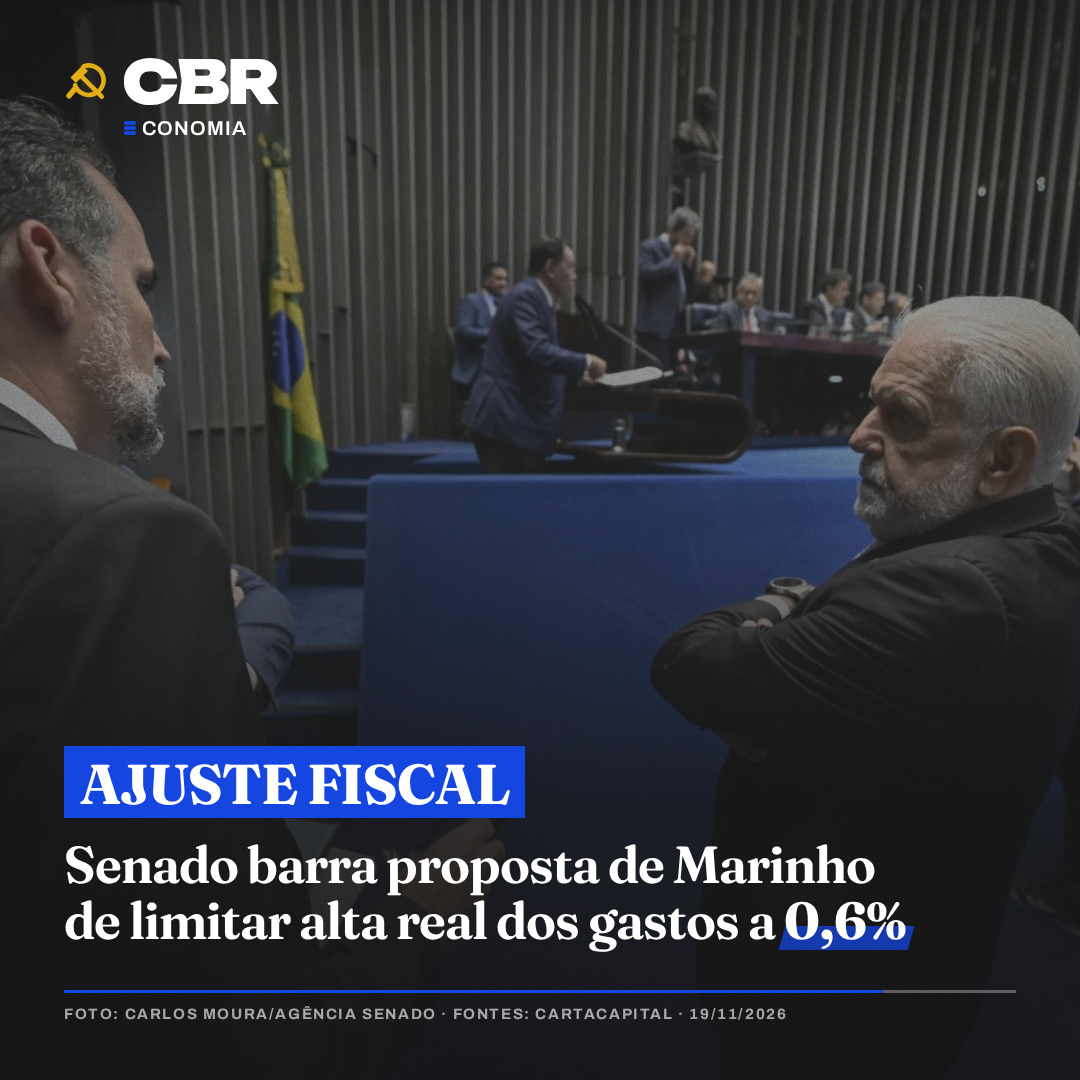 CBR
ECONOMIA
AJUSTE FISCAL
Senado barra proposta de Marinho
de limitar alta real dos gastos a 0,6%
FOTO: CARLOS MOURA/AGÊNCIA SENADO · FONTES: CARTACAPITAL · 19/11/2026